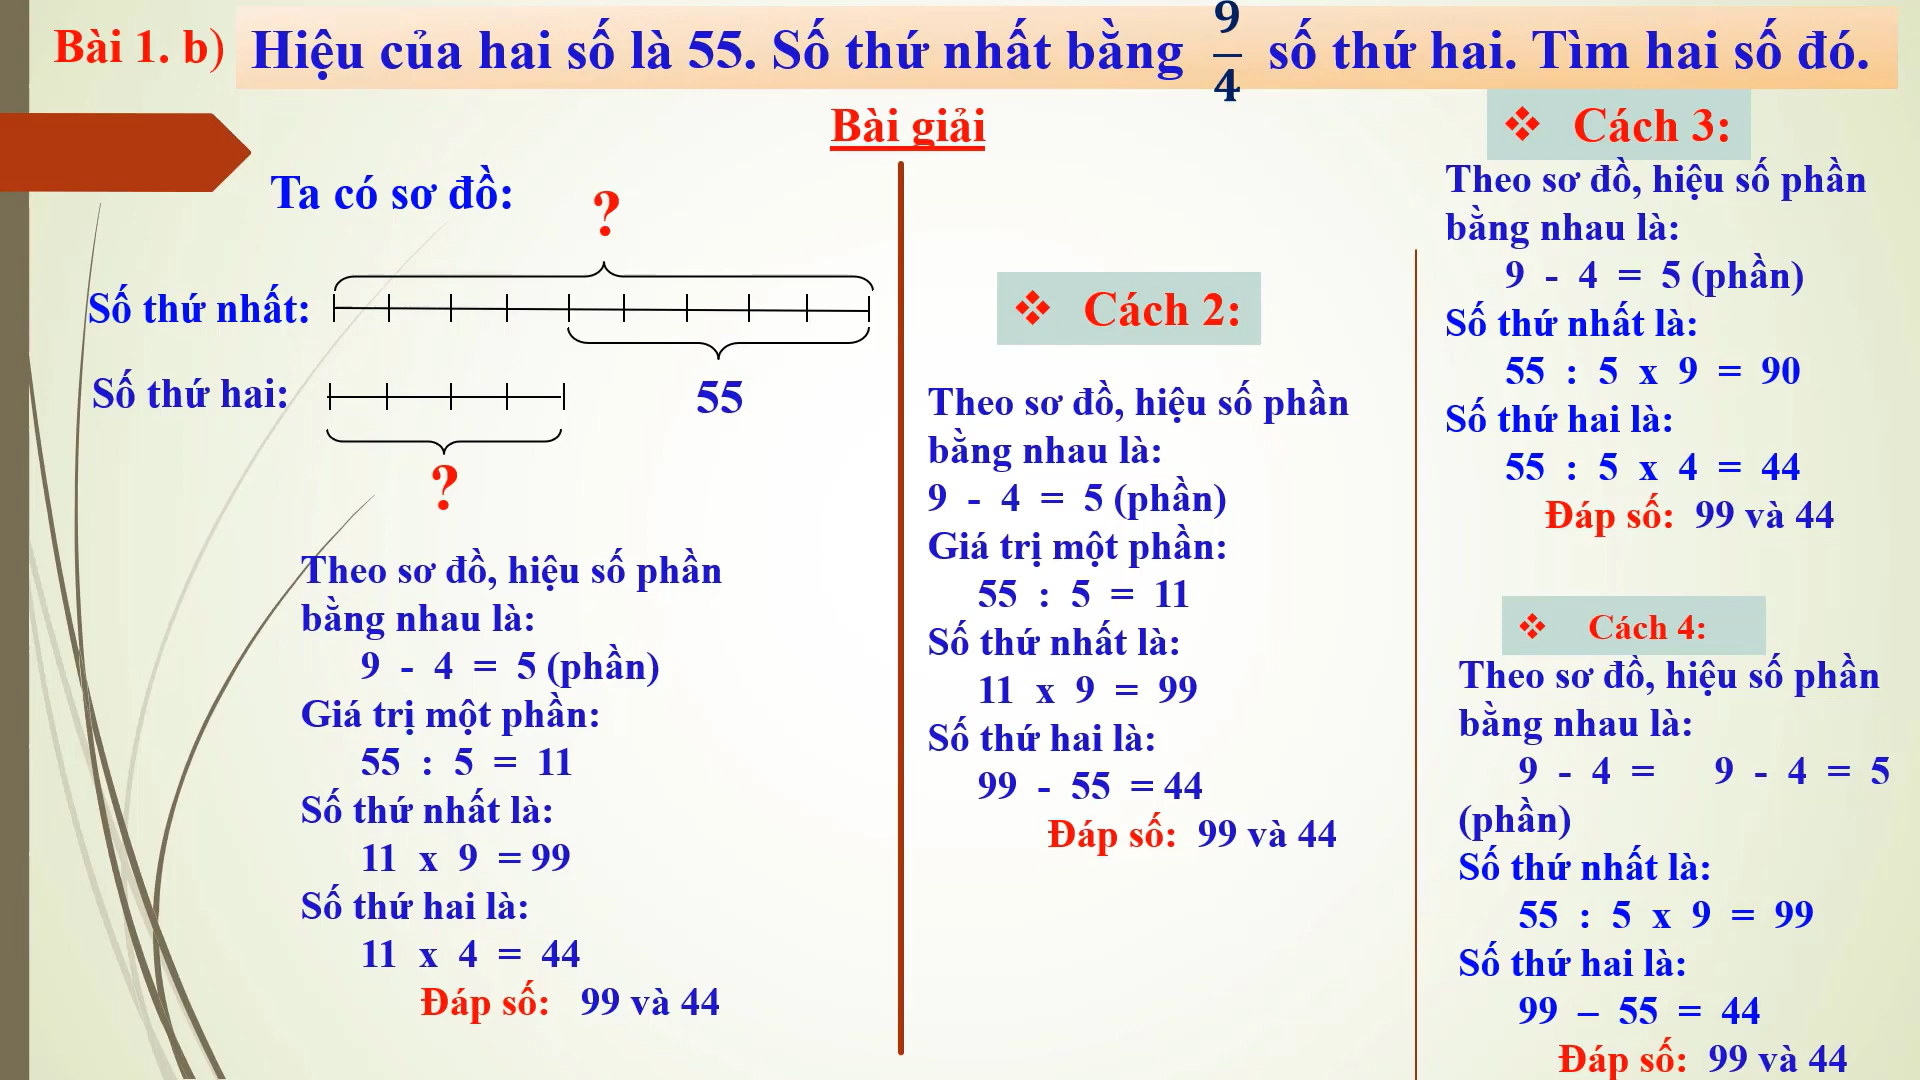 Bài 1. b) Hiệu của hai số là 55. Số thứ nhất bằng 9/4 số thứ hai. Tìm hai số đó.
Bài giải
Ta có sơ đồ:
?
Số thứ nhất:
55
Số thứ hai:
?
Theo sơ đồ, hiệu số phần
bằng nhau là:
9 - 4 = 5 (phần)
Giá trị một phần:
55 : 5 = 11
Số thứ nhất là:
11 x 9 = 99
Số thứ hai là:
11 x 4 = 44
Đáp số: 99 và 44
❖ Cách 2:
Theo sơ đồ, hiệu số phần
bằng nhau là:
9 - 4 = 5 (phần)
Giá trị một phần:
55 : 5 = 11
Số thứ nhất là:
11 x 9 = 99
Số thứ hai là:
99 - 55 = 44
Đáp số: 99 và 44
❖ Cách 3:
Theo sơ đồ, hiệu số phần
bằng nhau là:
9 - 4 = 5 (phần)
Số thứ nhất là:
55 : 5 x 9 = 90
Số thứ hai là:
55 : 5 x 4 = 44
Đáp số: 99 và 44
❖ Cách 4:
Theo sơ đồ, hiệu số phần
bằng nhau là:
9 - 4 = 9 - 4 = 5
(phần)
Số thứ nhất là:
55 : 5 x 9 = 99
Số thứ hai là:
99 – 55 = 44
Đáp số: 99 và 44